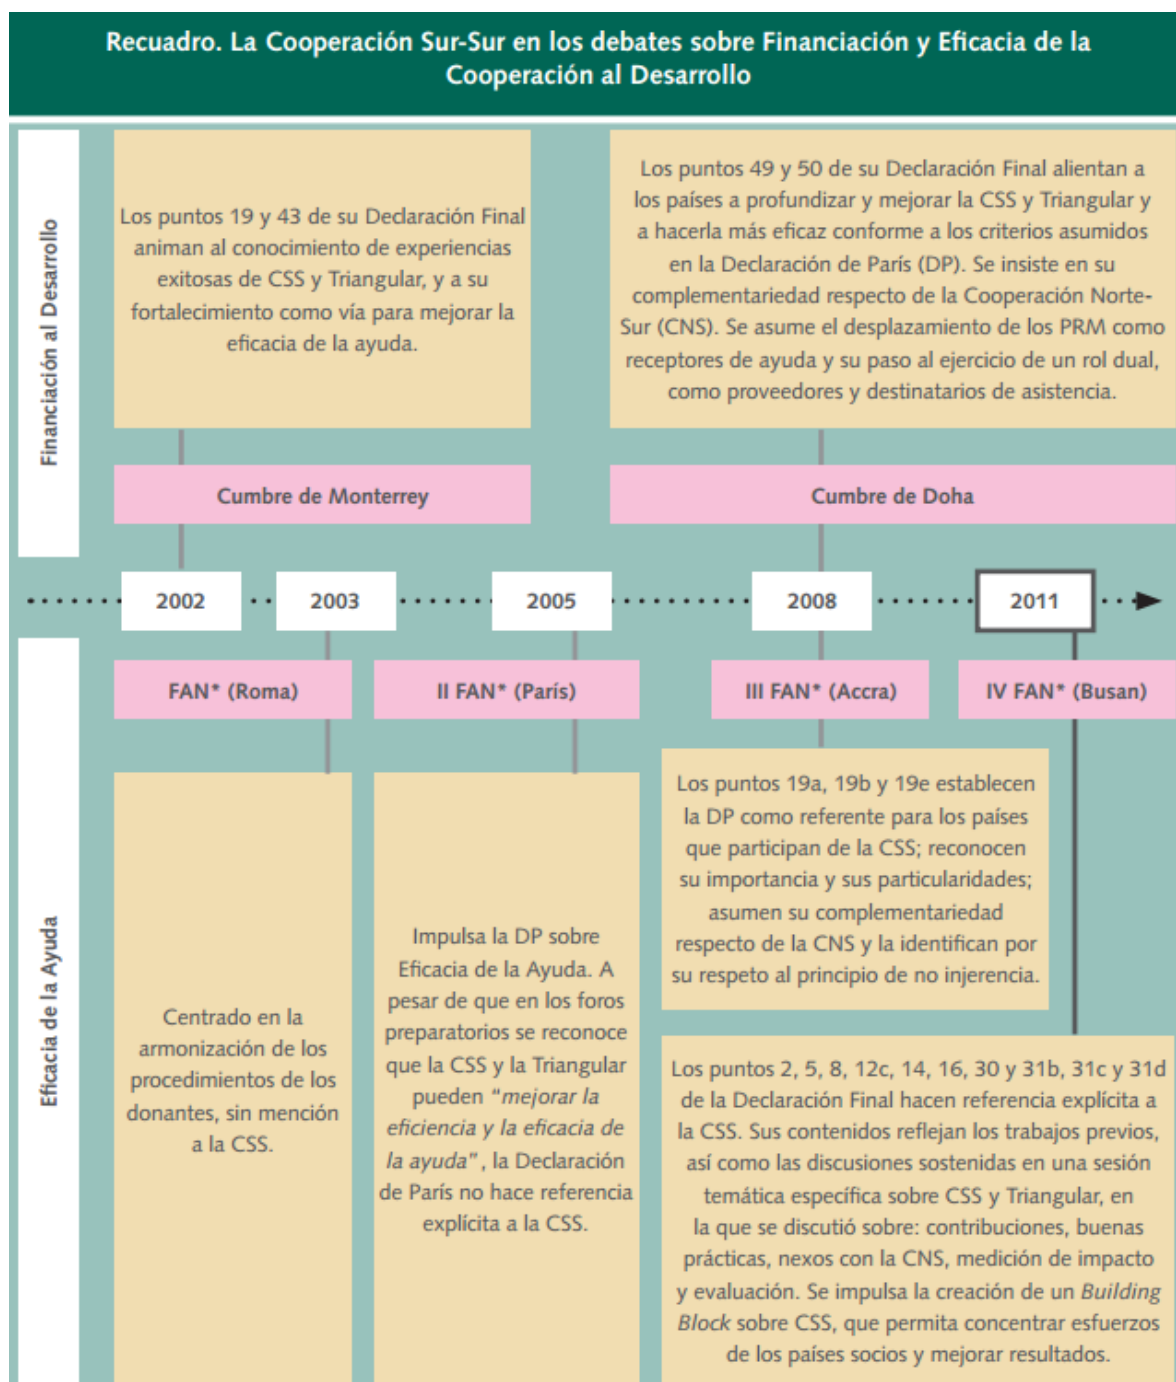 Recuadro. La Cooperación Sur-Sur en los debates sobre Financiación y Eficacia de la
Cooperación al Desarrollo
Financiación al Desarrollo
Los puntos 19 y 43 de su Declaración Final
animan al conocimiento de experiencias
exitosas de CSS y Triangular, y a su
fortalecimiento como vía para mejorar la
eficacia de la ayuda.
Los puntos 49 y 50 de su Declaración Final alientan a
los países a profundizar y mejorar la CSS y Triangular y
a hacerla más eficaz conforme a los criterios asumidos
en la Declaración de París (DP). Se insiste en su
complementariedad respecto de la Cooperación Norte-
Sur (CNS). Se asume el desplazamiento de los PRM como
receptores de ayuda y su paso al ejercicio de un rol dual,
como proveedores y destinatarios de asistencia.
Cumbre de Monterrey
Cumbre de Doha
2002
2003
2005
2008
2011
Eficacia de la Ayuda
FAN* (Roma)
II FAN* (París)
III FAN* (Accra)
IV FAN* (Busan)
Centrado en la
armonización de los
procedimientos de los
donantes, sin mención
a la CSS.
Impulsa la DP sobre
Eficacia de la Ayuda. A
pesar de que en los foros
preparatorios se reconoce
que la CSS y la Triangular
pueden "mejorar la
eficiencia y la eficacia de
la ayuda", la Declaración
de París no hace referencia
explícita a la CSS.
Los puntos 19a, 19b y 19e establecen
la DP como referente para los países
que participan de la CSS; reconocen
su importancia y sus particularidades;
asumen su complementariedad
respecto de la CNS y la identifican por
su respeto al principio de no injerencia.
Los puntos 2, 5, 8, 12c, 14, 16, 30 y 31b, 31c y 31d
de la Declaración Final hacen referencia explícita a
la CSS. Sus contenidos reflejan los trabajos previos,
así como las discusiones sostenidas en una sesión
temática específica sobre CSS y Triangular, en
la que se discutió sobre: contribuciones, buenas
prácticas, nexos con la CNS, medición de impacto
y evaluación. Se impulsa la creación de un Building
Block sobre CSS, que permita concentrar esfuerzos
de los países socios y mejorar resultados.